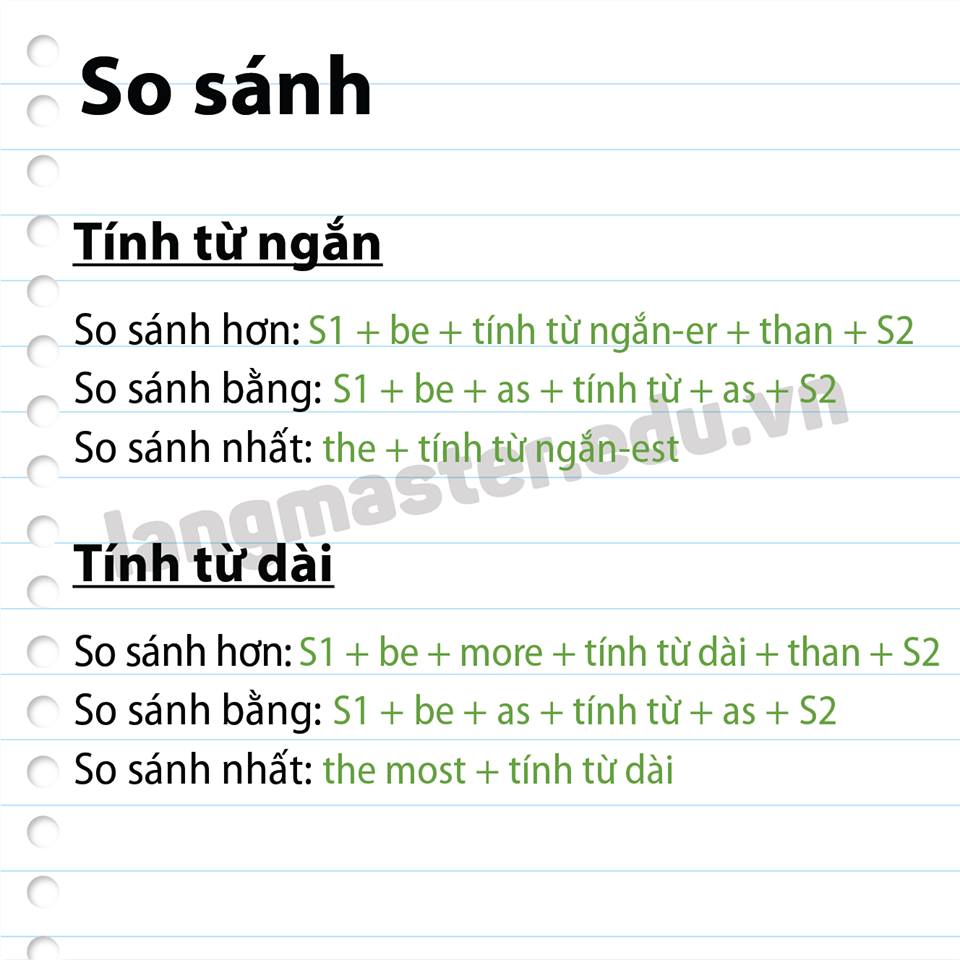 So sánh
Tính từ ngắn
So sánh hơn: S1 + be + tính từ ngắn-er + than + S2
So sánh bằng: S1 + be + as + tính từ + as + S2
So sánh nhất: the + tính từ ngắn-est
langmaster.edu.vn
Tính từ dài
So sánh hơn: S1 + be + more + tính từ dài + than + S2
So sánh bằng: S1 + be + as + tính từ + as + S2
So sánh nhất: the most + tính từ dài